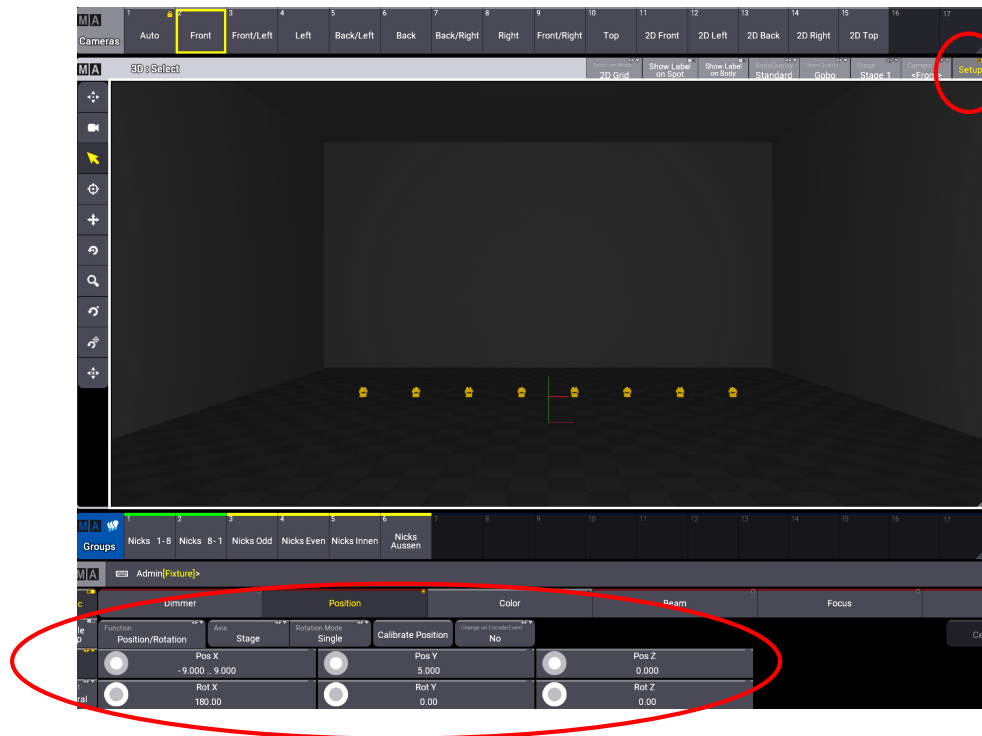 MA
Cameras
1 Auto
2 Front
3 Front/Left
4 Left
5 Back/Left
6 Back
7 Back/Right
8 Right
9 Front/Right
10 Top
11 2D Front
12 2D Left
13 2D Back
14 2D Right
15 2D Top
16
17
MA
3D : Select
Selection Mode
2D Grid
Show Label
on Spot
Show Label
on Body
BodyQuality
Standard
BeamQuality
Gobo
Stage
Stage 1
Camera
<Front>
Setup
MA
Groups
1 Nicks 1-8
2 Nicks 8-1
3 Nicks Odd
4 Nicks Even
5 Nicks Innen
6 Nicks
Aussen
7
8
9
10
11
12
13
14
15
16
17
MA
Admin[Fixture]>
Dimmer
Position
Color
Beam
Focus
Function
Position/Rotation
Axis
Stage
Rotation Mode
Single
Calibrate Position
Change on EncoderEvent
No
Ce
Pos X
-9.000 .. 9.000
Pos Y
5.000
Pos Z
0.000
Rot X
180.00
Rot Y
0.00
Rot Z
0.00